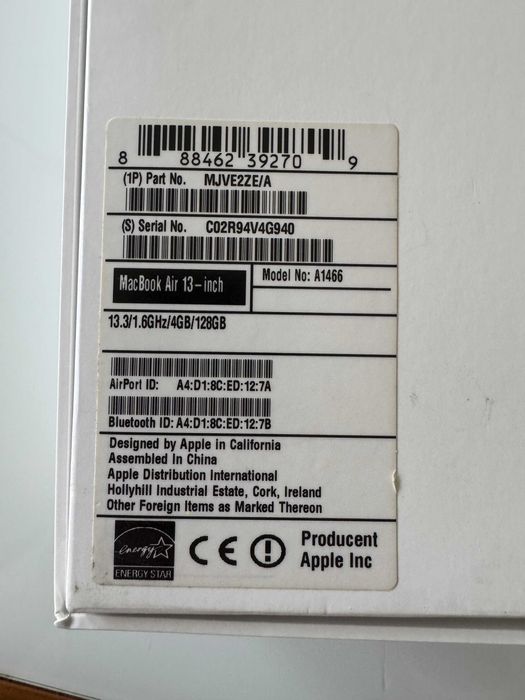 8 88462 39270 9
(1P) Part No. MJVE2ZE/A
(S) Serial No. C02R94V4G940
MacBook Air 13-inch
Model No: A1466
13.3/1.6GHz/4GB/128GB
AirPort ID: A4:D1:8C:ED:12:7A
Bluetooth ID: A4:D1:8C:ED:12:7B
Designed by Apple in California
Assembled In China
Apple Distribution International
Hollyhill Industrial Estate, Cork, Ireland
Other Foreign Items as Marked Thereon
energy
ENERGY STAR
CE
Producent
Apple Inc